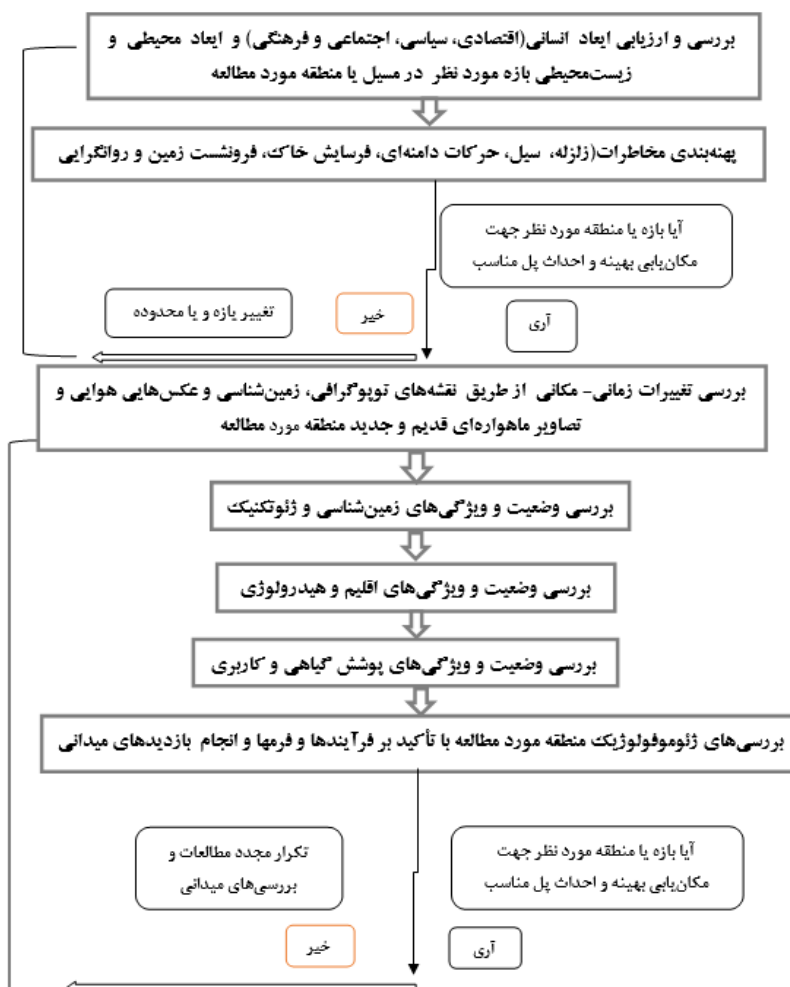 بررسی و ارزیابی ابعاد انسانی(اقتصادی، سیاسی، اجتماعی و فرهنگی) و ابعاد محیطی و
زیست‌محیطی بازه مورد نظر در مسیل یا منطقه مورد مطالعه
پهنه‌بندی مخاطرات(زلزله، سیل، حرکات دامنه‌ای، فرسایش خاک، فرونشست زمین و روانگرایی
آیا بازه یا منطقه مورد نظر جهت
مکان‌یابی بهینه و احداث پل مناسب
آری
خیر
تغییر بازه و یا محدوده
بررسی تغییرات زمانی- مکانی از طریق نقشه‌های توپوگرافی، زمین‌شناسی و عکس‌هایی هوایی و
تصاویر ماهواره‌ای قدیم و جدید منطقه مورد مطالعه
بررسی وضعیت و ویژگی‌های زمین‌شناسی و ژئوتکنیک
بررسی وضعیت و ویژگی‌های اقلیم و هیدرولوژی
بررسی وضعیت و ویژگی‌های پوشش گیاهی و کاربری
بررسی‌های ژئوموفولوژیک منطقه مورد مطالعه با تأکید بر فرآیندها و فرمها و انجام بازدیدهای میدانی
آیا بازه یا منطقه مورد نظر جهت
مکان‌یابی بهینه و احداث پل مناسب
تکرار مجدد مطالعات و
بررسی‌های میدانی
آری
خیر